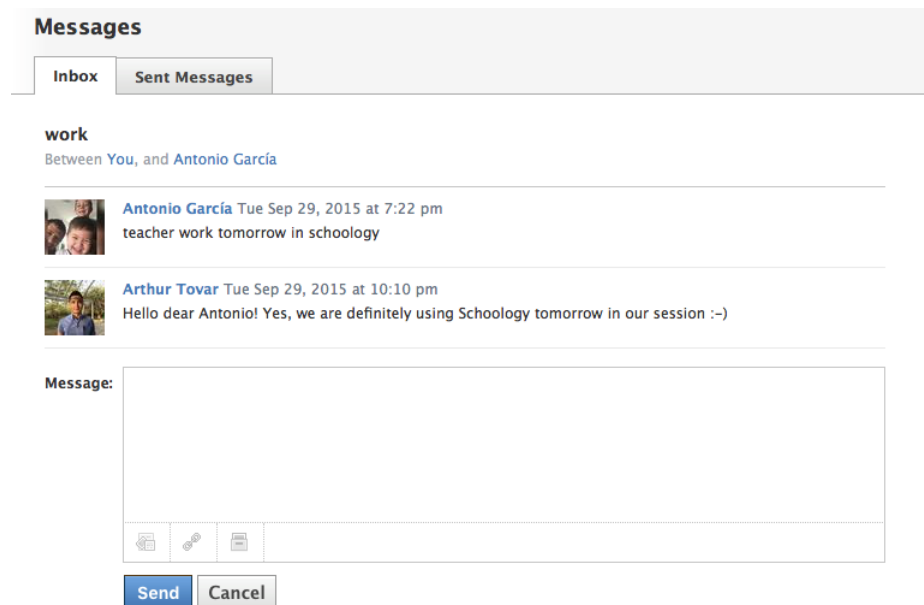 Messages
Inbox Sent Messages
work
Between You, and Antonio García
Antonio García Tue Sep 29, 2015 at 7:22 pm
teacher work tomorrow in schoology
Arthur Tovar Tue Sep 29, 2015 at 10:10 pm
Hello dear Antonio! Yes, we are definitely using Schoology tomorrow in our session :-)
Message:
Send Cancel